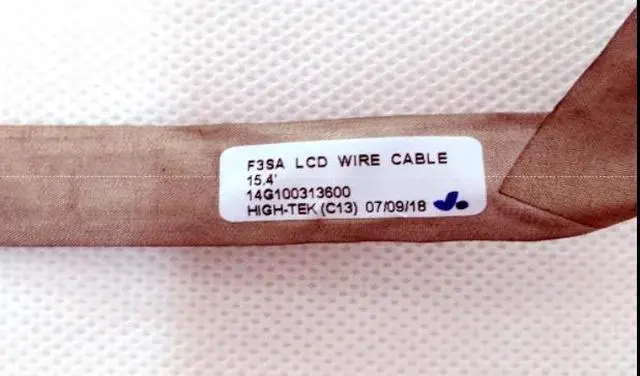 F3SA LCD WIRE CABLE
15.4'
14G100313600
HIGH-TEK (C13) 07/09/18